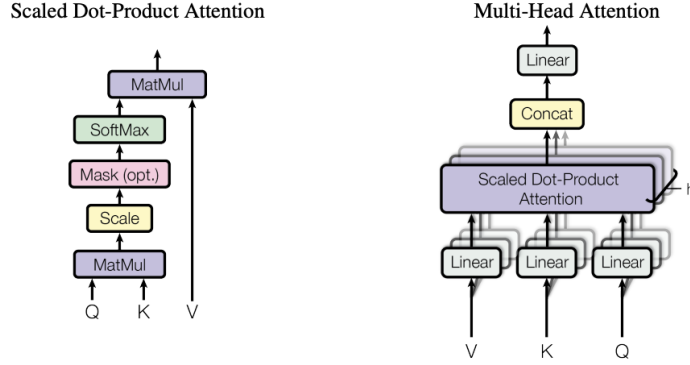 Scaled Dot-Product Attention
MatMul
SoftMax
Mask (opt.)
Scale
MatMul
Q K V
Multi-Head Attention
Linear
Concat
Scaled Dot-Product
Attention
Linear Linear Linear
V K Q